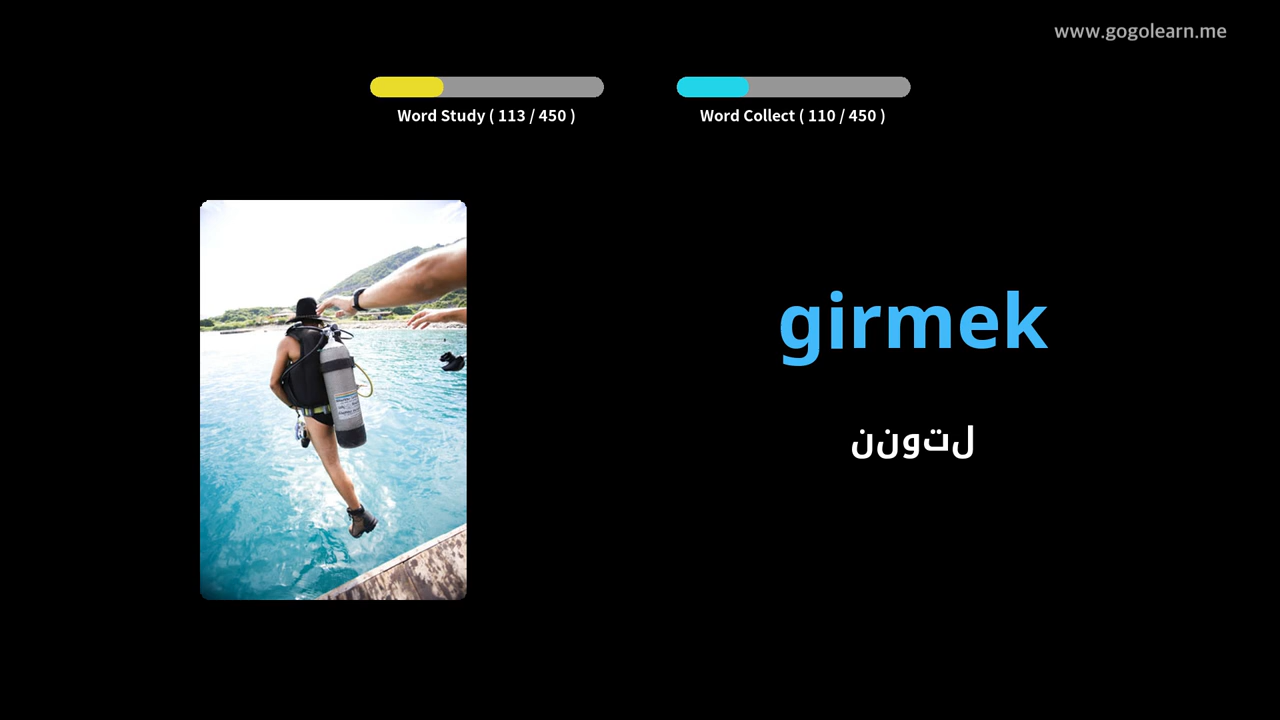 www.gogolearn.me
Word Study ( 113 / 450 )
Word Collect ( 110 / 450 )
girmek
ننوتل